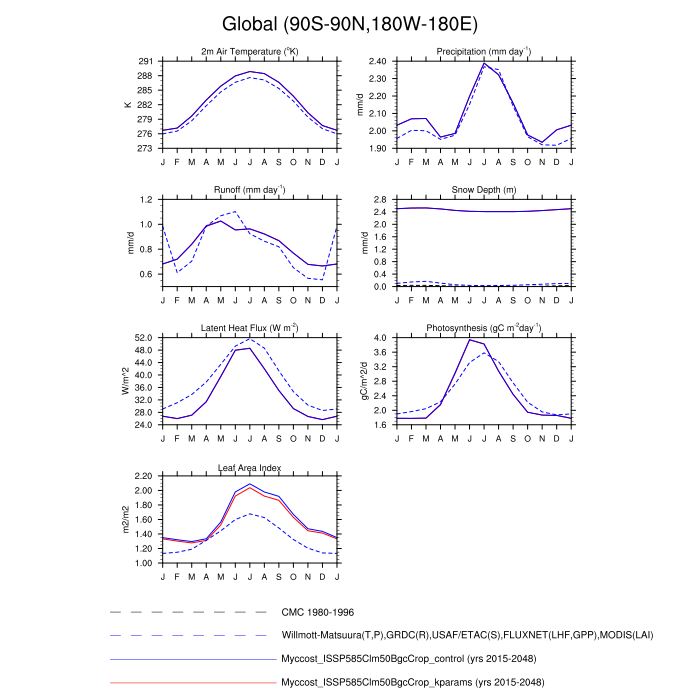 Global (90S-90N,180W-180E)
2m Air Temperature (°K)
Precipitation (mm day⁻¹)
291
288
285
282
279
276
273
K
J F M A M J J A S O N D J
2.40
2.30
2.20
2.10
2.00
1.90
mm/d
J F M A M J J A S O N D J
Runoff (mm day⁻¹)
Snow Depth (m)
1.2
1.0
0.8
0.6
mm/d
J F M A M J J A S O N D J
2.8
2.4
2.0
1.6
1.2
0.8
0.4
0.0
mm/d
J F M A M J J A S O N D J
Latent Heat Flux (W m⁻²)
Photosynthesis (gC m⁻²day⁻¹)
52.0
48.0
44.0
40.0
36.0
32.0
28.0
24.0
W/m^2
J F M A M J J A S O N D J
4.0
3.6
3.2
2.8
2.4
2.0
1.6
gC/m^2/d
J F M A M J J A S O N D J
Leaf Area Index
2.20
2.00
1.80
1.60
1.40
1.20
1.00
m2/m2
J F M A M J J A S O N D J
CMC 1980-1996
Willmott-Matsuura(T,P),GRDC(R),USAF/ETAC(S),FLUXNET(LHF,GPP),MODIS(LAI)
Myccost_ISSP585Clm50BgcCrop_control (yrs 2015-2048)
Myccost_ISSP585Clm50BgcCrop_kparams (yrs 2015-2048)